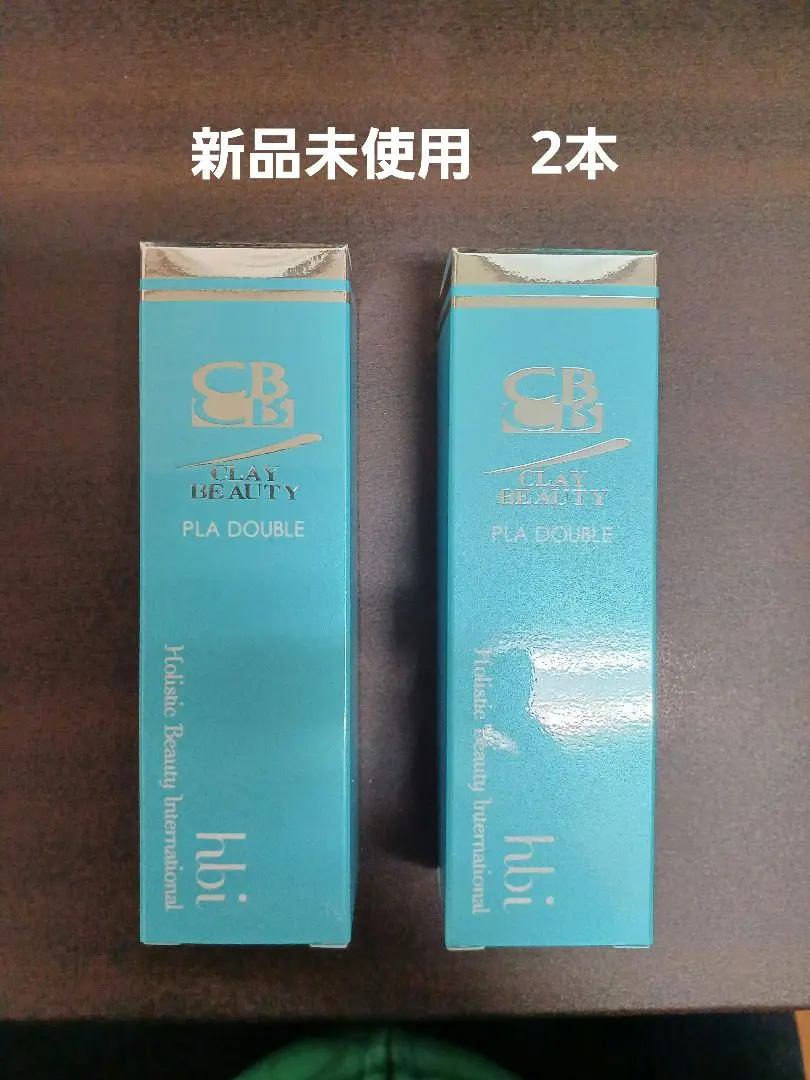 新品未使用　2本
CB
CLAY
BEAUTY
PLA DOUBLE
Holistic Beauty International
hbi
CB
CLAY
BEAUTY
PLA DOUBLE
Holistic Beauty International
hbi